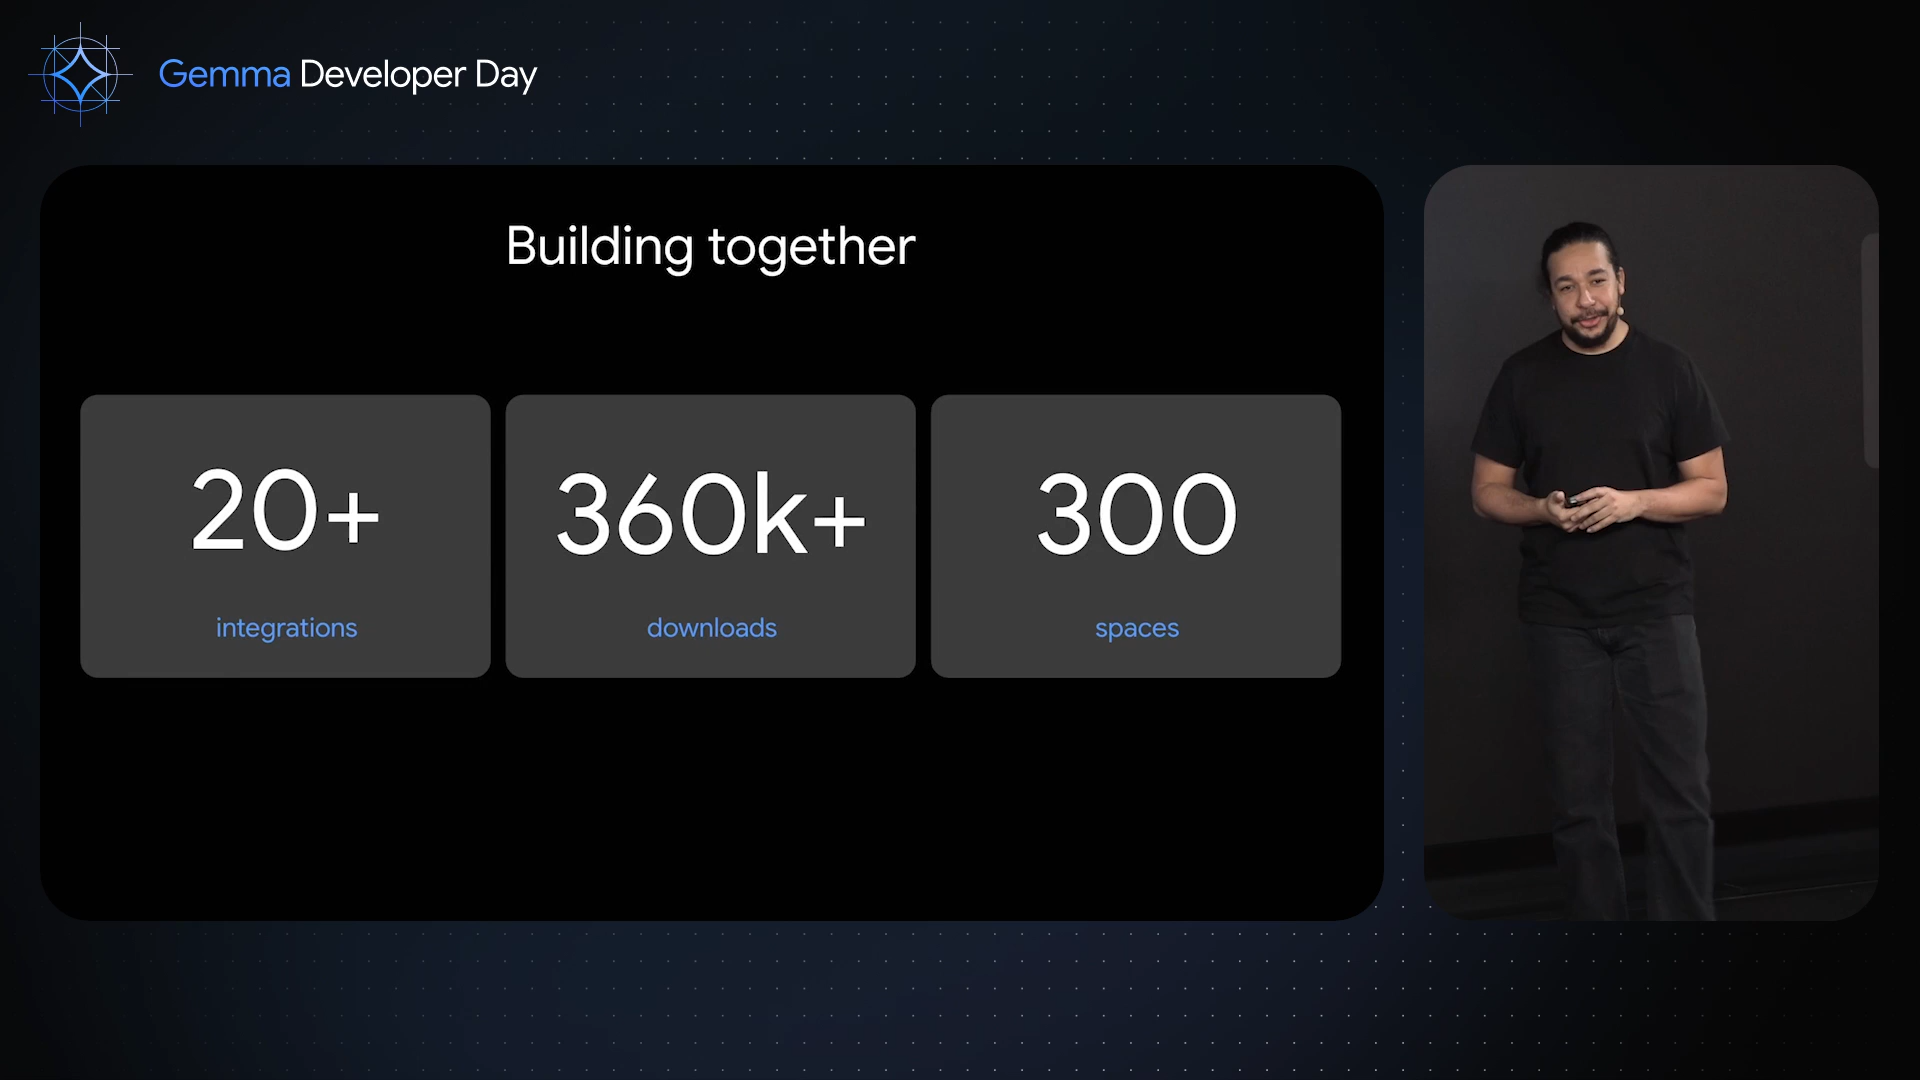 Gemma Developer Day
Building together
20+
integrations
360k+
downloads
300
spaces